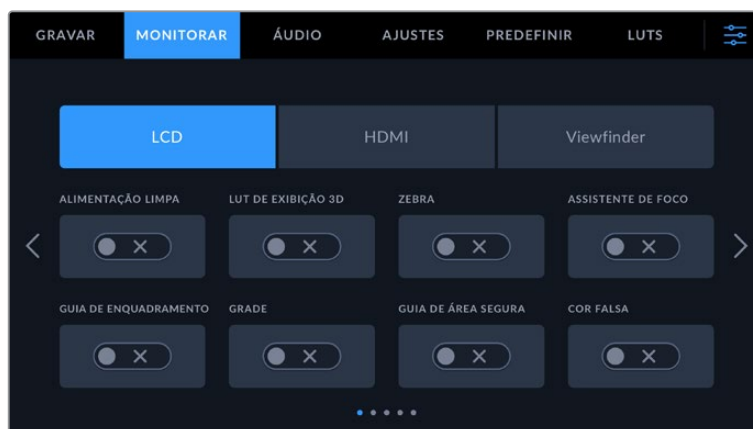 GRAVAR MONITORAR ÁUDIO AJUSTES PREDEFINIR LUTS
LCD HDMI Viewfinder
ALIMENTAÇÃO LIMPA LUT DE EXIBIÇÃO 3D ZEBRA ASSISTENTE DE FOCO
GUIA DE ENQUADRAMENTO GRADE GUIA DE ÁREA SEGURA COR FALSA